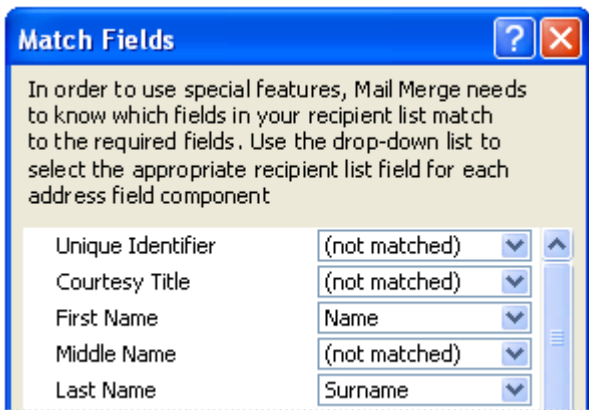 Match Fields
In order to use special features, Mail Merge needs
to know which fields in your recipient list match
to the required fields. Use the drop-down list to
select the appropriate recipient list field for each
address field component
Unique Identifier (not matched)
Courtesy Title (not matched)
First Name Name
Middle Name (not matched)
Last Name Surname